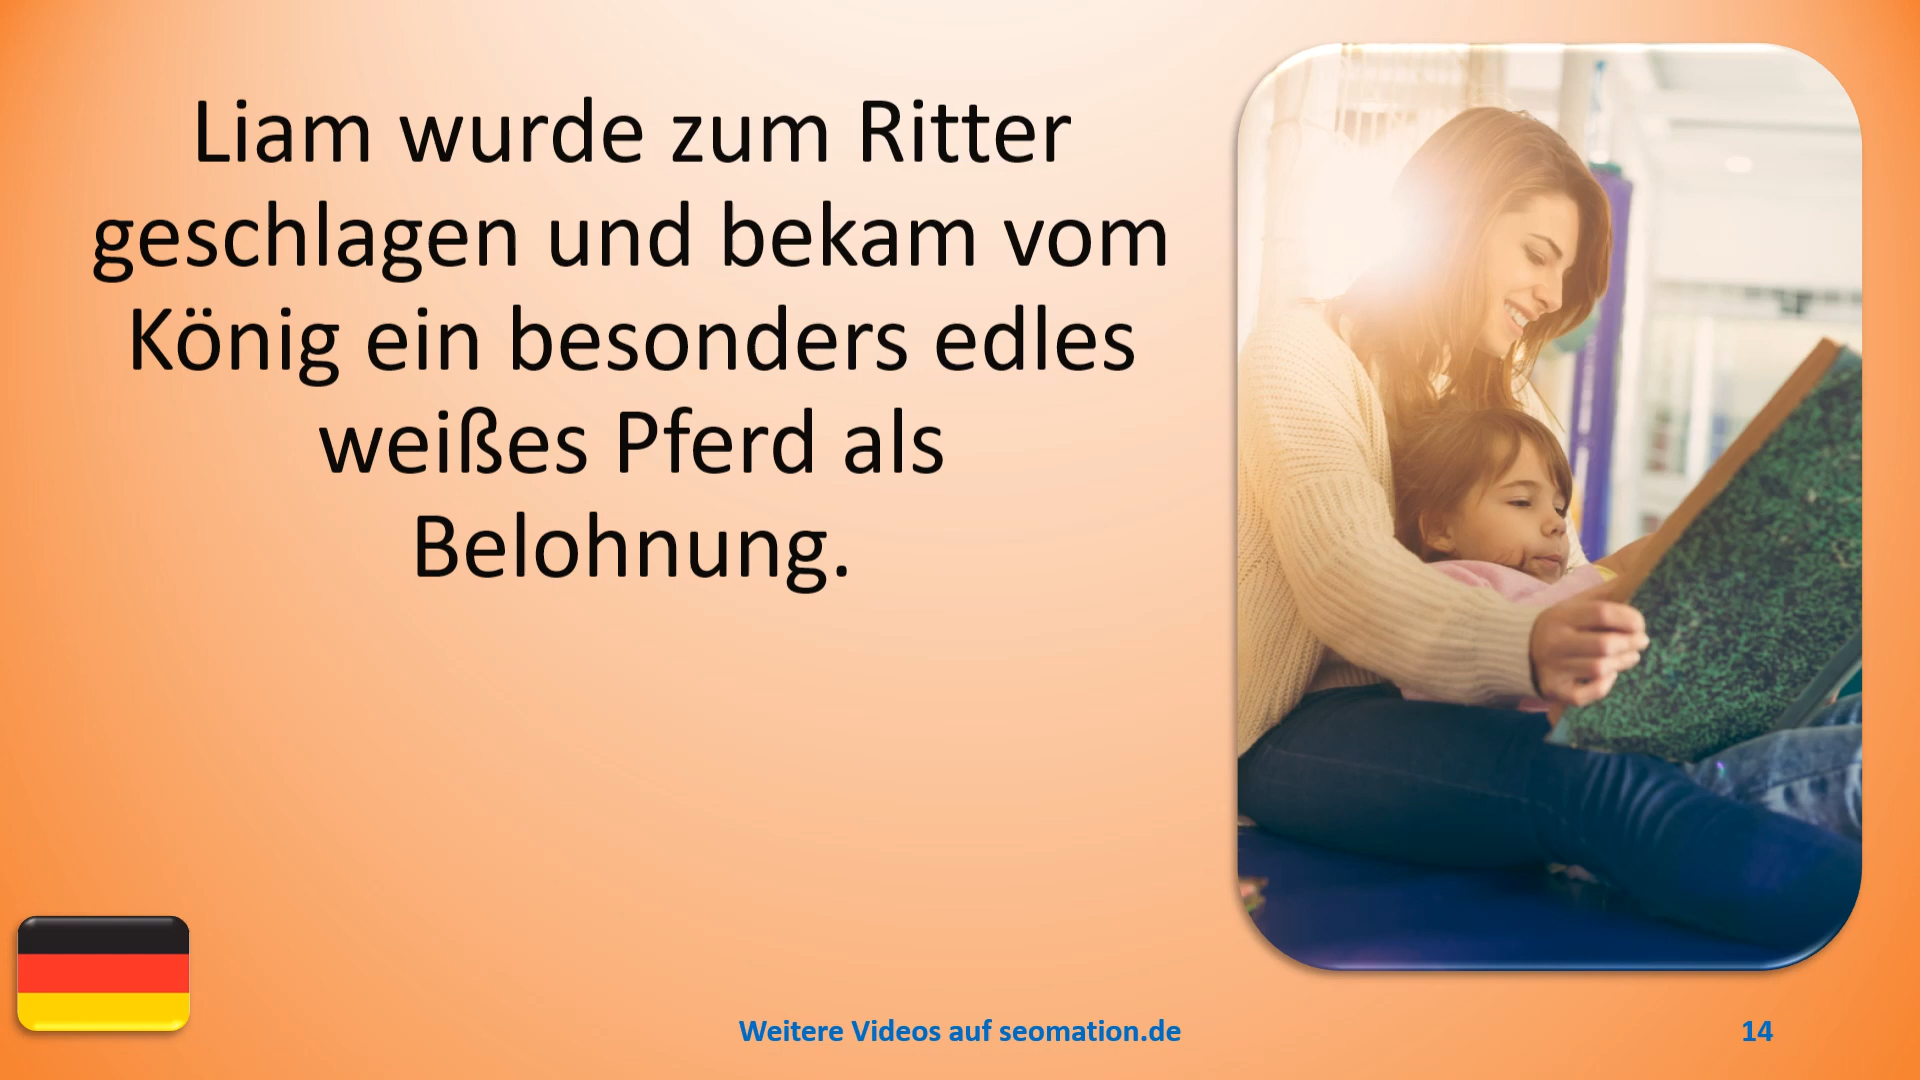 Liam wurde zum Ritter
geschlagen und bekam vom
König ein besonders edles
weißes Pferd als
Belohnung.
Weitere Videos auf seomation.de
14